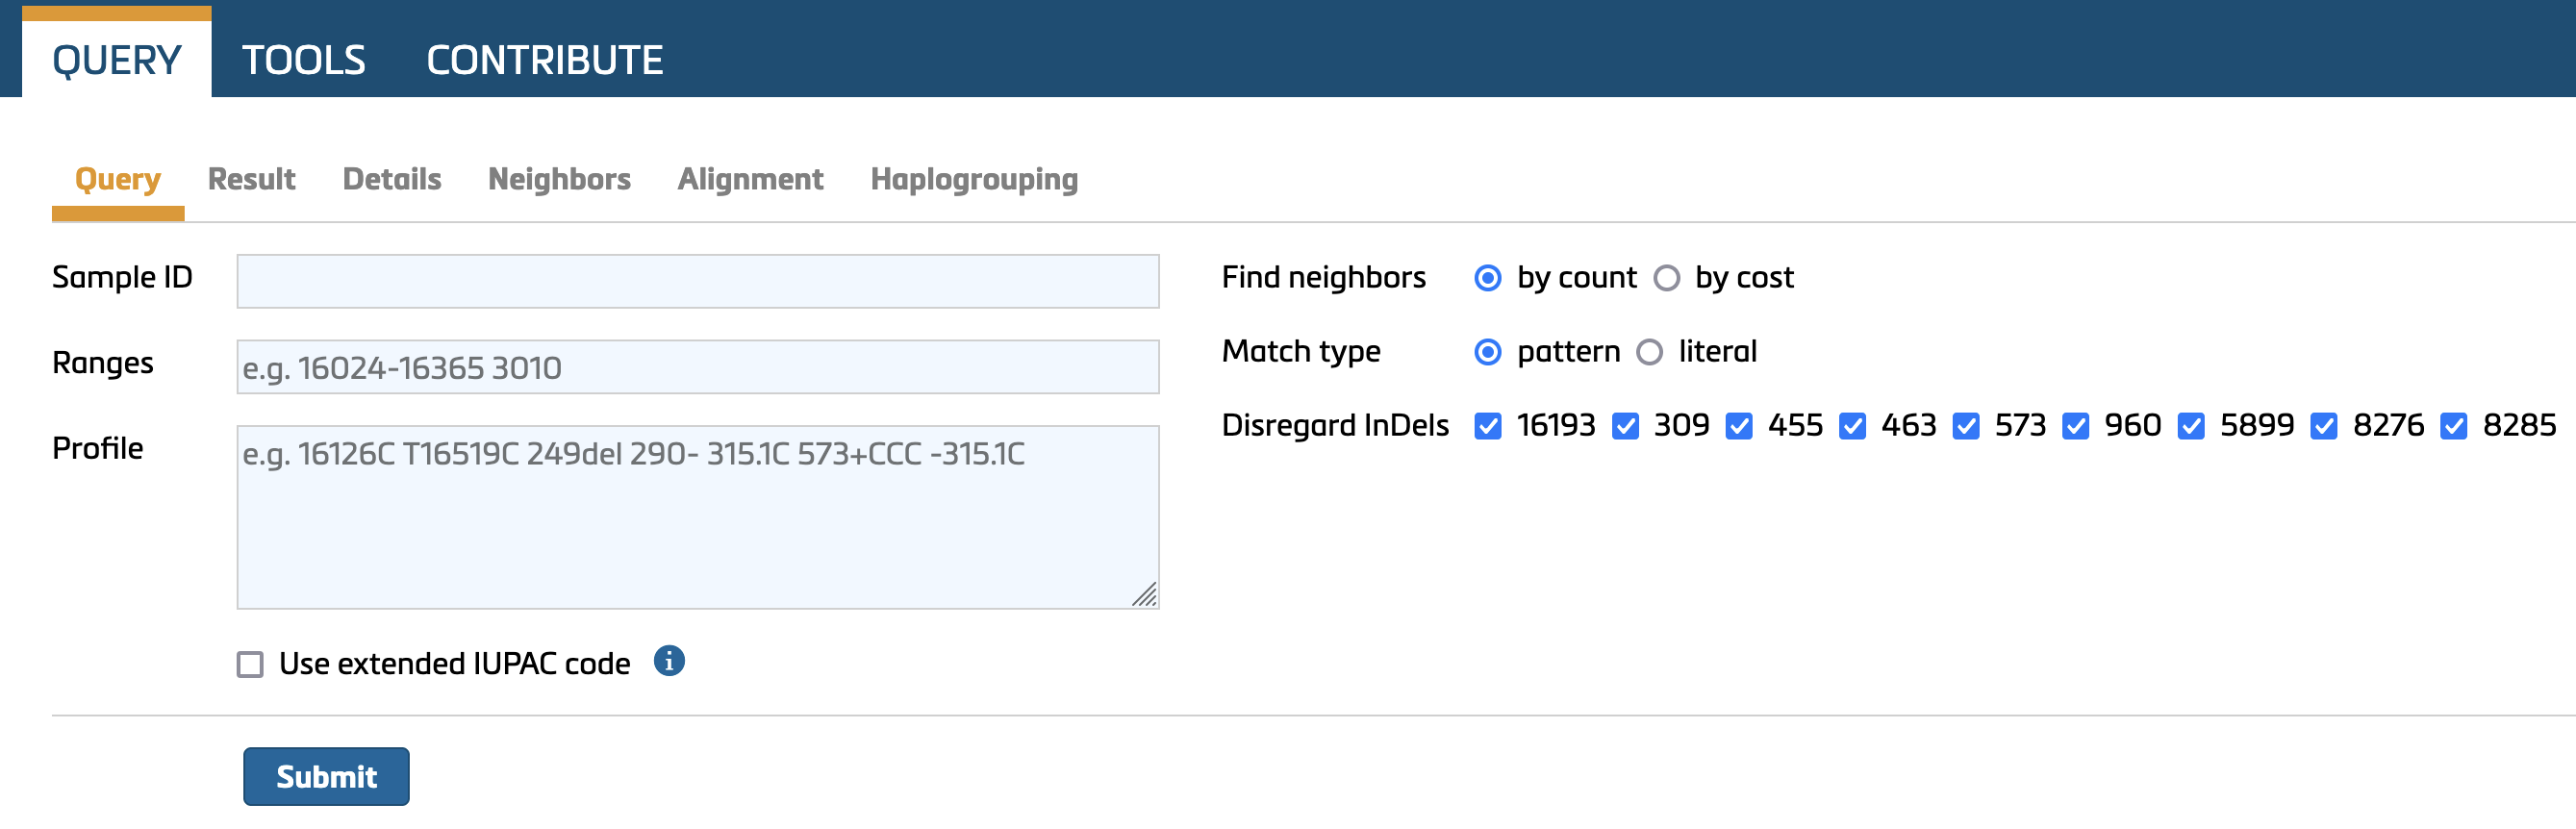 QUERY TOOLS CONTRIBUTE
Query Result Details Neighbors Alignment Haplogrouping
Sample ID
Find neighbors by count by cost
Ranges e.g. 16024-16365 3010
Match type pattern literal
Profile e.g. 16126C T16519C 249del 290- 315.1C 573+CCC -315.1C
Disregard InDels 16193 309 455 463 573 960 5899 8276 8285
Use extended IUPAC code i
Submit